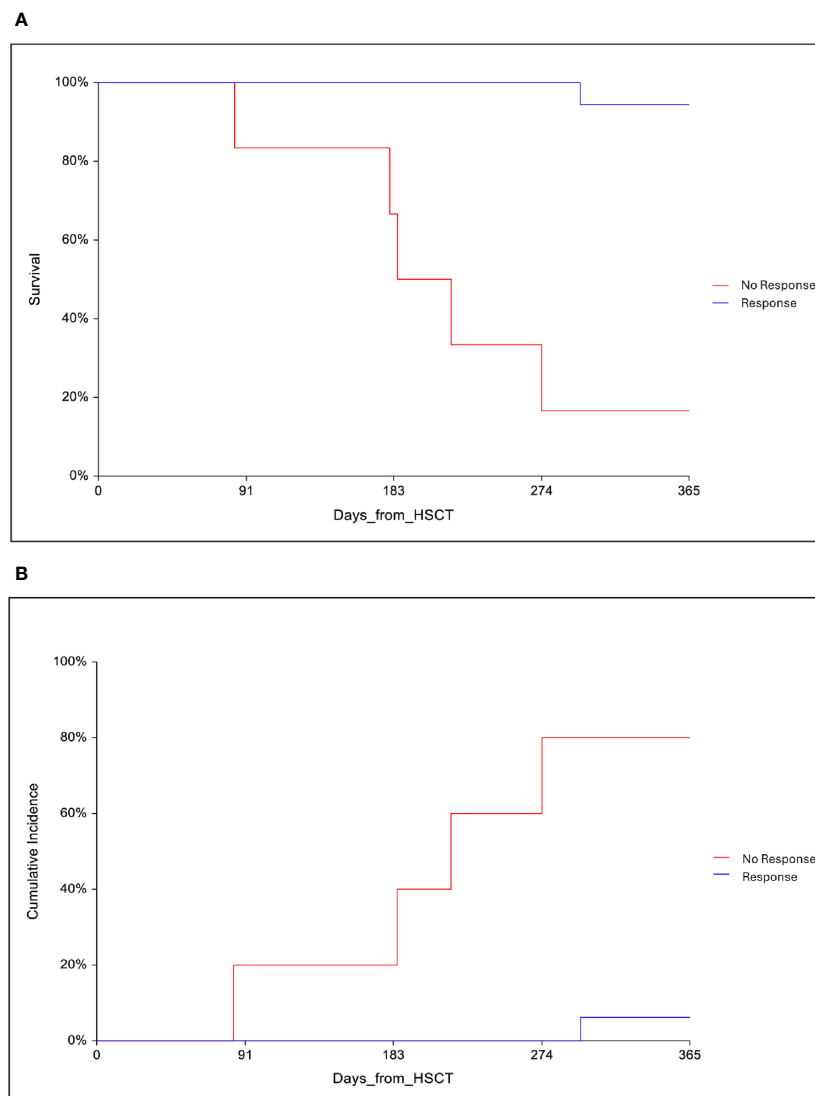 A
100%
80%
60%
40%
20%
0%
Survival
0 91 183 274 365
Days_from_HSCT
No Response
Response
B
100%
80%
60%
40%
20%
0%
Cumulative Incidence
0 91 183 274 365
Days_from_HSCT
No Response
Response